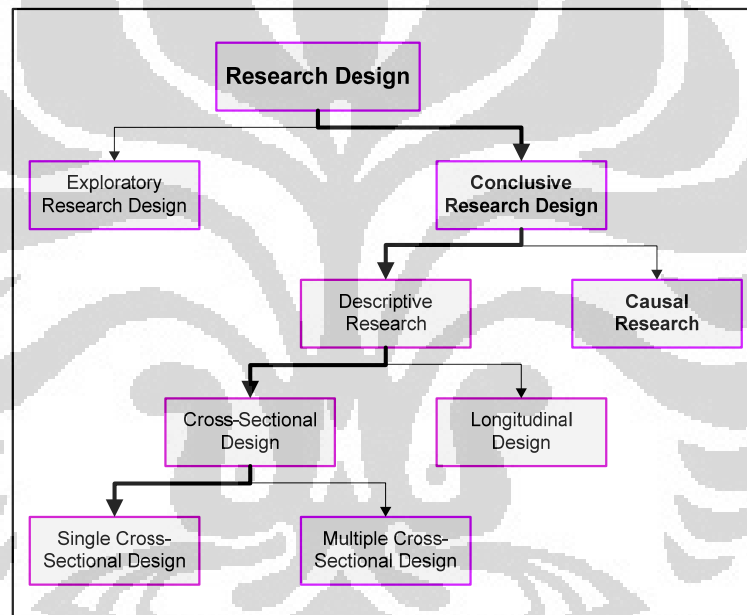 Research Design
Exploratory
Research Design
Conclusive
Research Design
Descriptive
Research
Causal
Research
Cross-Sectional
Design
Longitudinal
Design
Single Cross-
Sectional Design
Multiple Cross-
Sectional Design